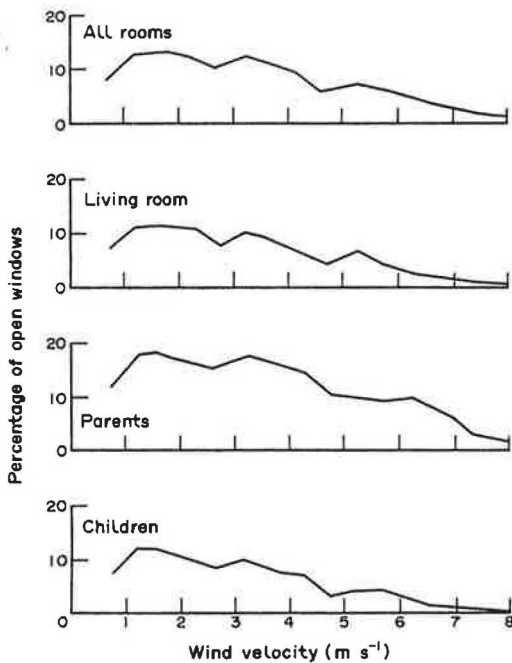 20
All rooms
10
0
20
Living room
10
0
20
10
Parents
0
20
Children
10
0 1 2 3 4 5 6 7 8
Wind velocity (m s⁻¹)
Percentage of open windows